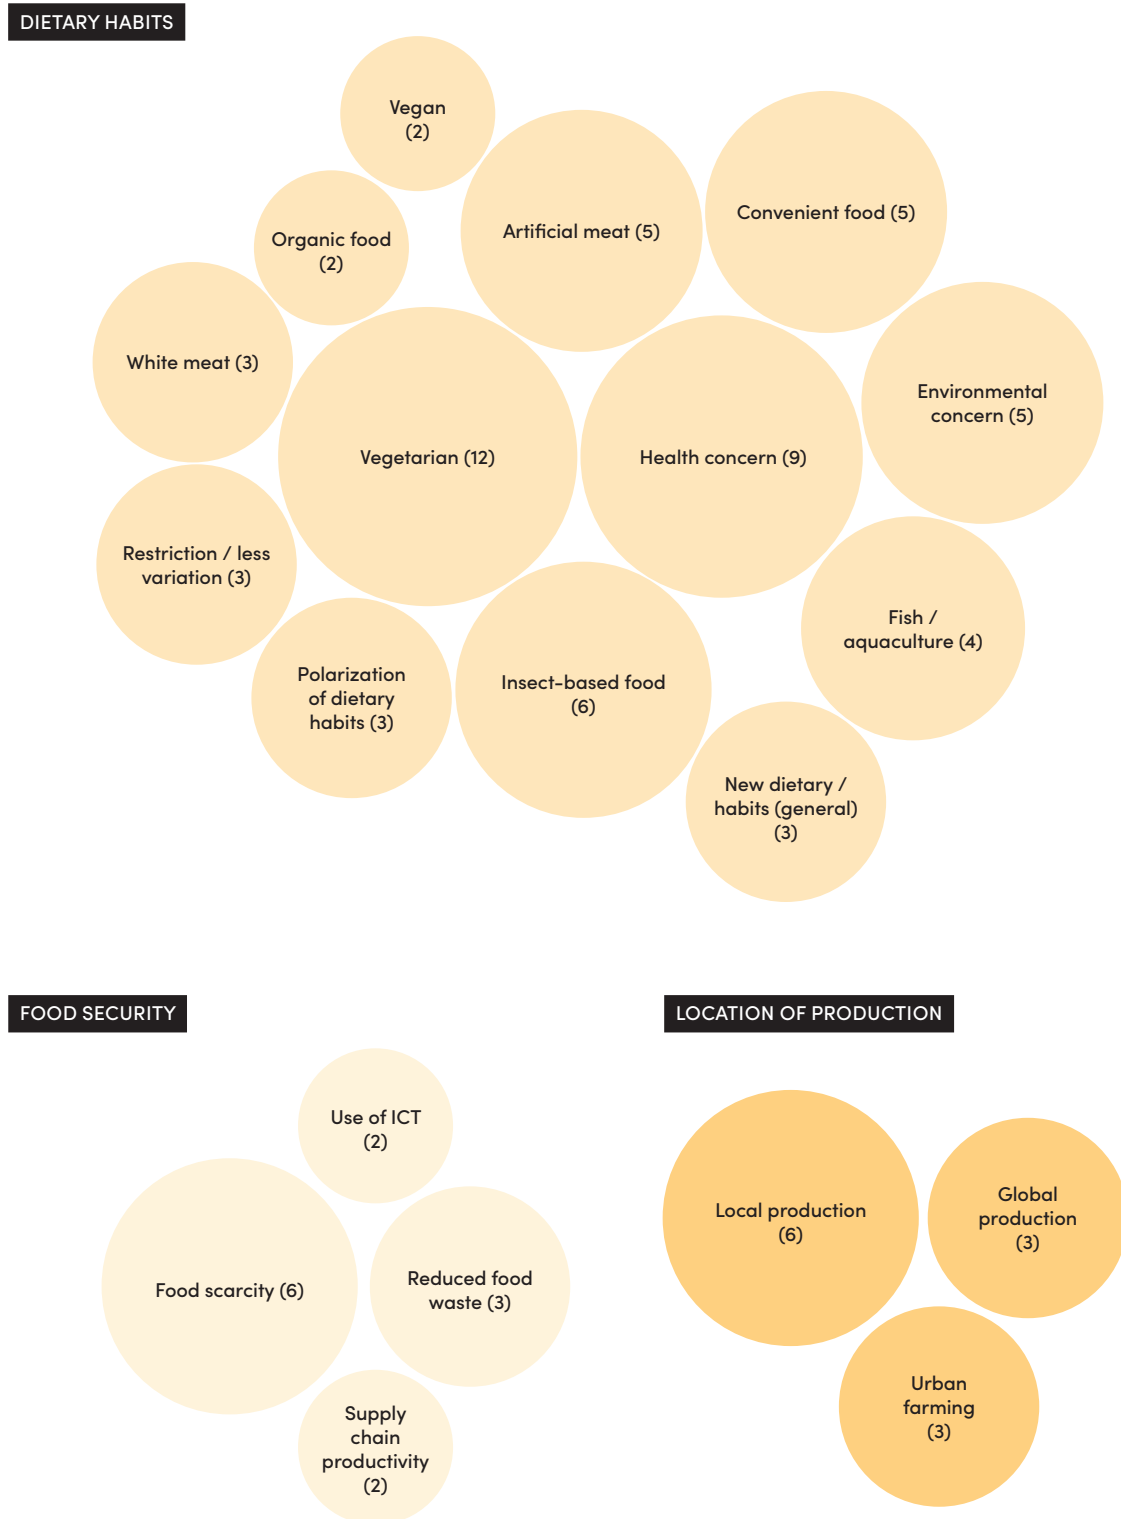 DIETARY HABITS
Vegan
(2)
Artificial meat (5)
Convenient food (5)
Organic food
(2)
White meat (3)
Vegetarian (12)
Health concern (9)
Environmental
concern (5)
Restriction / less
variation (3)
Polarization
of dietary
habits (3)
Insect-based food
(6)
Fish /
aquaculture (4)
New dietary /
habits (general)
(3)
FOOD SECURITY
Use of ICT
(2)
Food scarcity (6)
Reduced food
waste (3)
Supply
chain
productivity
(2)
LOCATION OF PRODUCTION
Local production
(6)
Global
production
(3)
Urban
farming
(3)